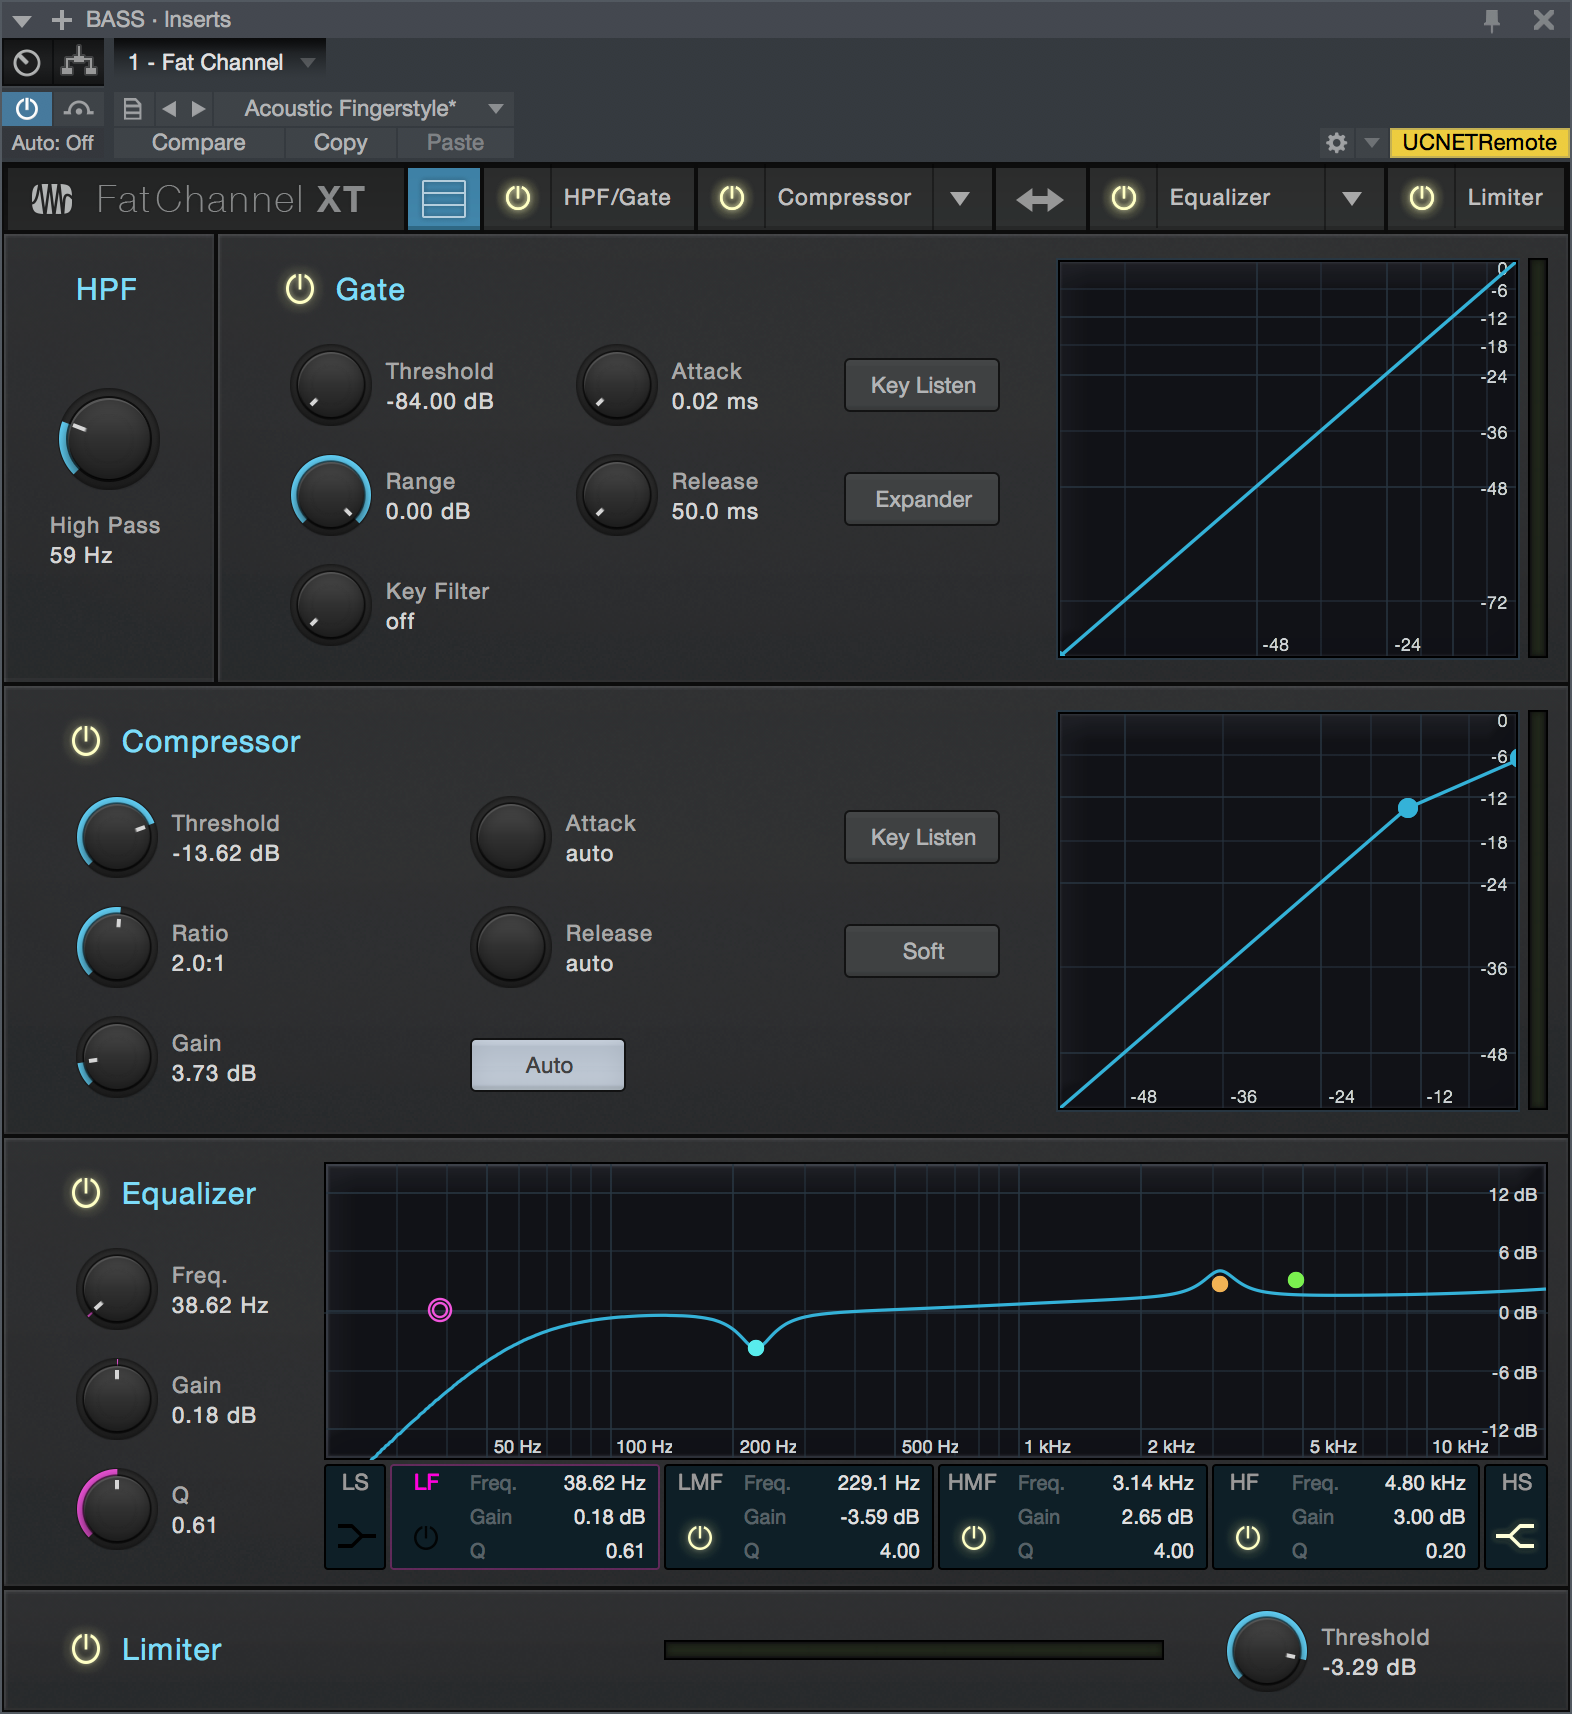 BASS · Inserts
1 - Fat Channel
Acoustic Fingerstyle*
Auto: Off
Compare
Copy
Paste
UCNETRemote
FatChannel XT
HPF/Gate
Compressor
Equalizer
Limiter
HPF
High Pass
59 Hz
Gate
Threshold
-84.00 dB
Attack
0.02 ms
Key Listen
Range
0.00 dB
Release
50.0 ms
Expander
Key Filter
off
0
-6
-12
-18
-24
-36
-48
-72
-48
-24
Compressor
Threshold
-13.62 dB
Attack
auto
Key Listen
Ratio
2.0:1
Release
auto
Soft
Gain
3.73 dB
Auto
0
-6
-12
-18
-24
-36
-48
-48
-36
-24
-12
Equalizer
Freq.
38.62 Hz
Gain
0.18 dB
Q
0.61
12 dB
6 dB
0 dB
-6 dB
-12 dB
50 Hz
100 Hz
200 Hz
500 Hz
1 kHz
2 kHz
5 kHz
10 kHz
LS
LF
Freq. 38.62 Hz
Gain 0.18 dB
Q 0.61
LMF
Freq. 229.1 Hz
Gain -3.59 dB
Q 4.00
HMF
Freq. 3.14 kHz
Gain 2.65 dB
Q 4.00
HF
Freq. 4.80 kHz
Gain 3.00 dB
Q 0.20
HS
Limiter
Threshold
-3.29 dB